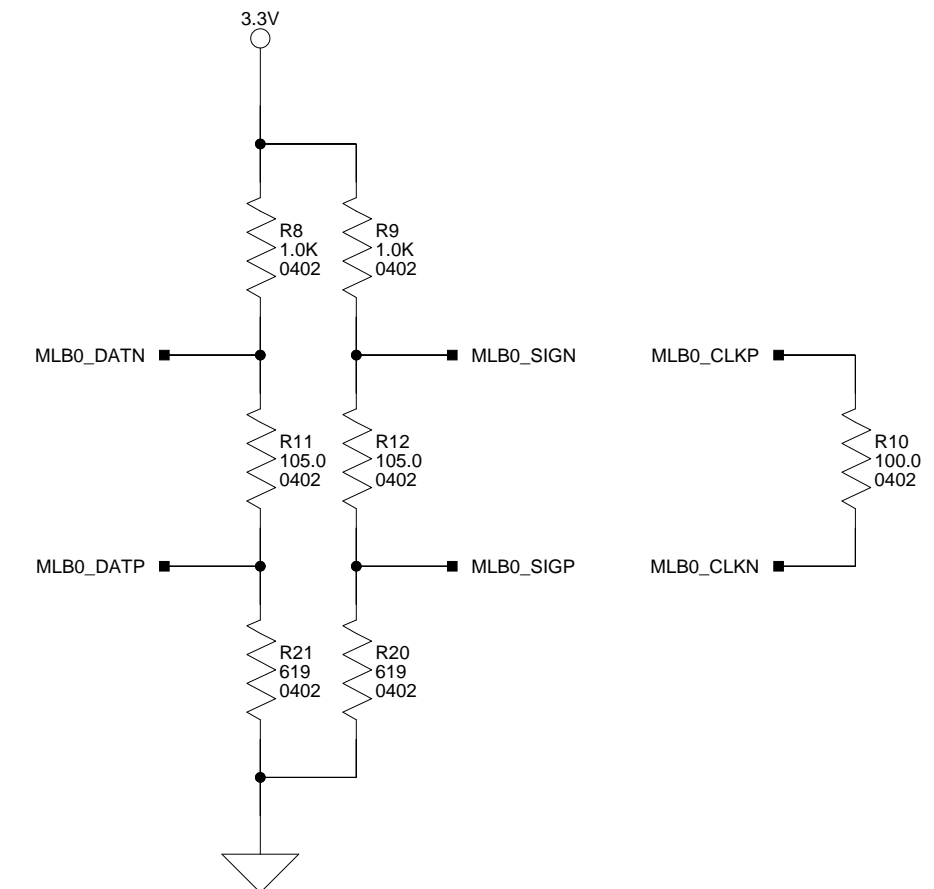 3.3V
R8
1.0K
0402
R9
1.0K
0402
MLB0_DATN
MLB0_SIGN
MLB0_CLKP
R11
105.0
0402
R12
105.0
0402
R10
100.0
0402
MLB0_DATP
MLB0_SIGP
MLB0_CLKN
R21
619
0402
R20
619
0402